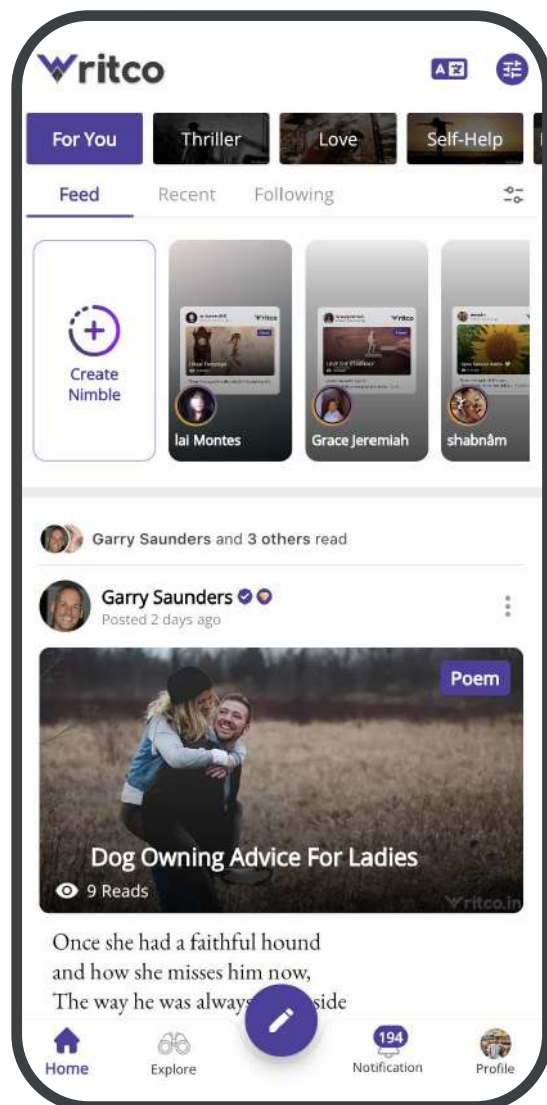 Writco
For You
Thriller
Love
Self-Help
Feed
Recent
Following
Create
Nimble
lai Montes
Grace Jeremiah
shabnâm
Garry Saunders and 3 others read
Garry Saunders
Posted 2 days ago
Poem
Dog Owning Advice For Ladies
9 Reads
Writco.in
Once she had a faithful hound
and how she misses him now,
The way he was always side
Home
Explore
194
Notification
Profile